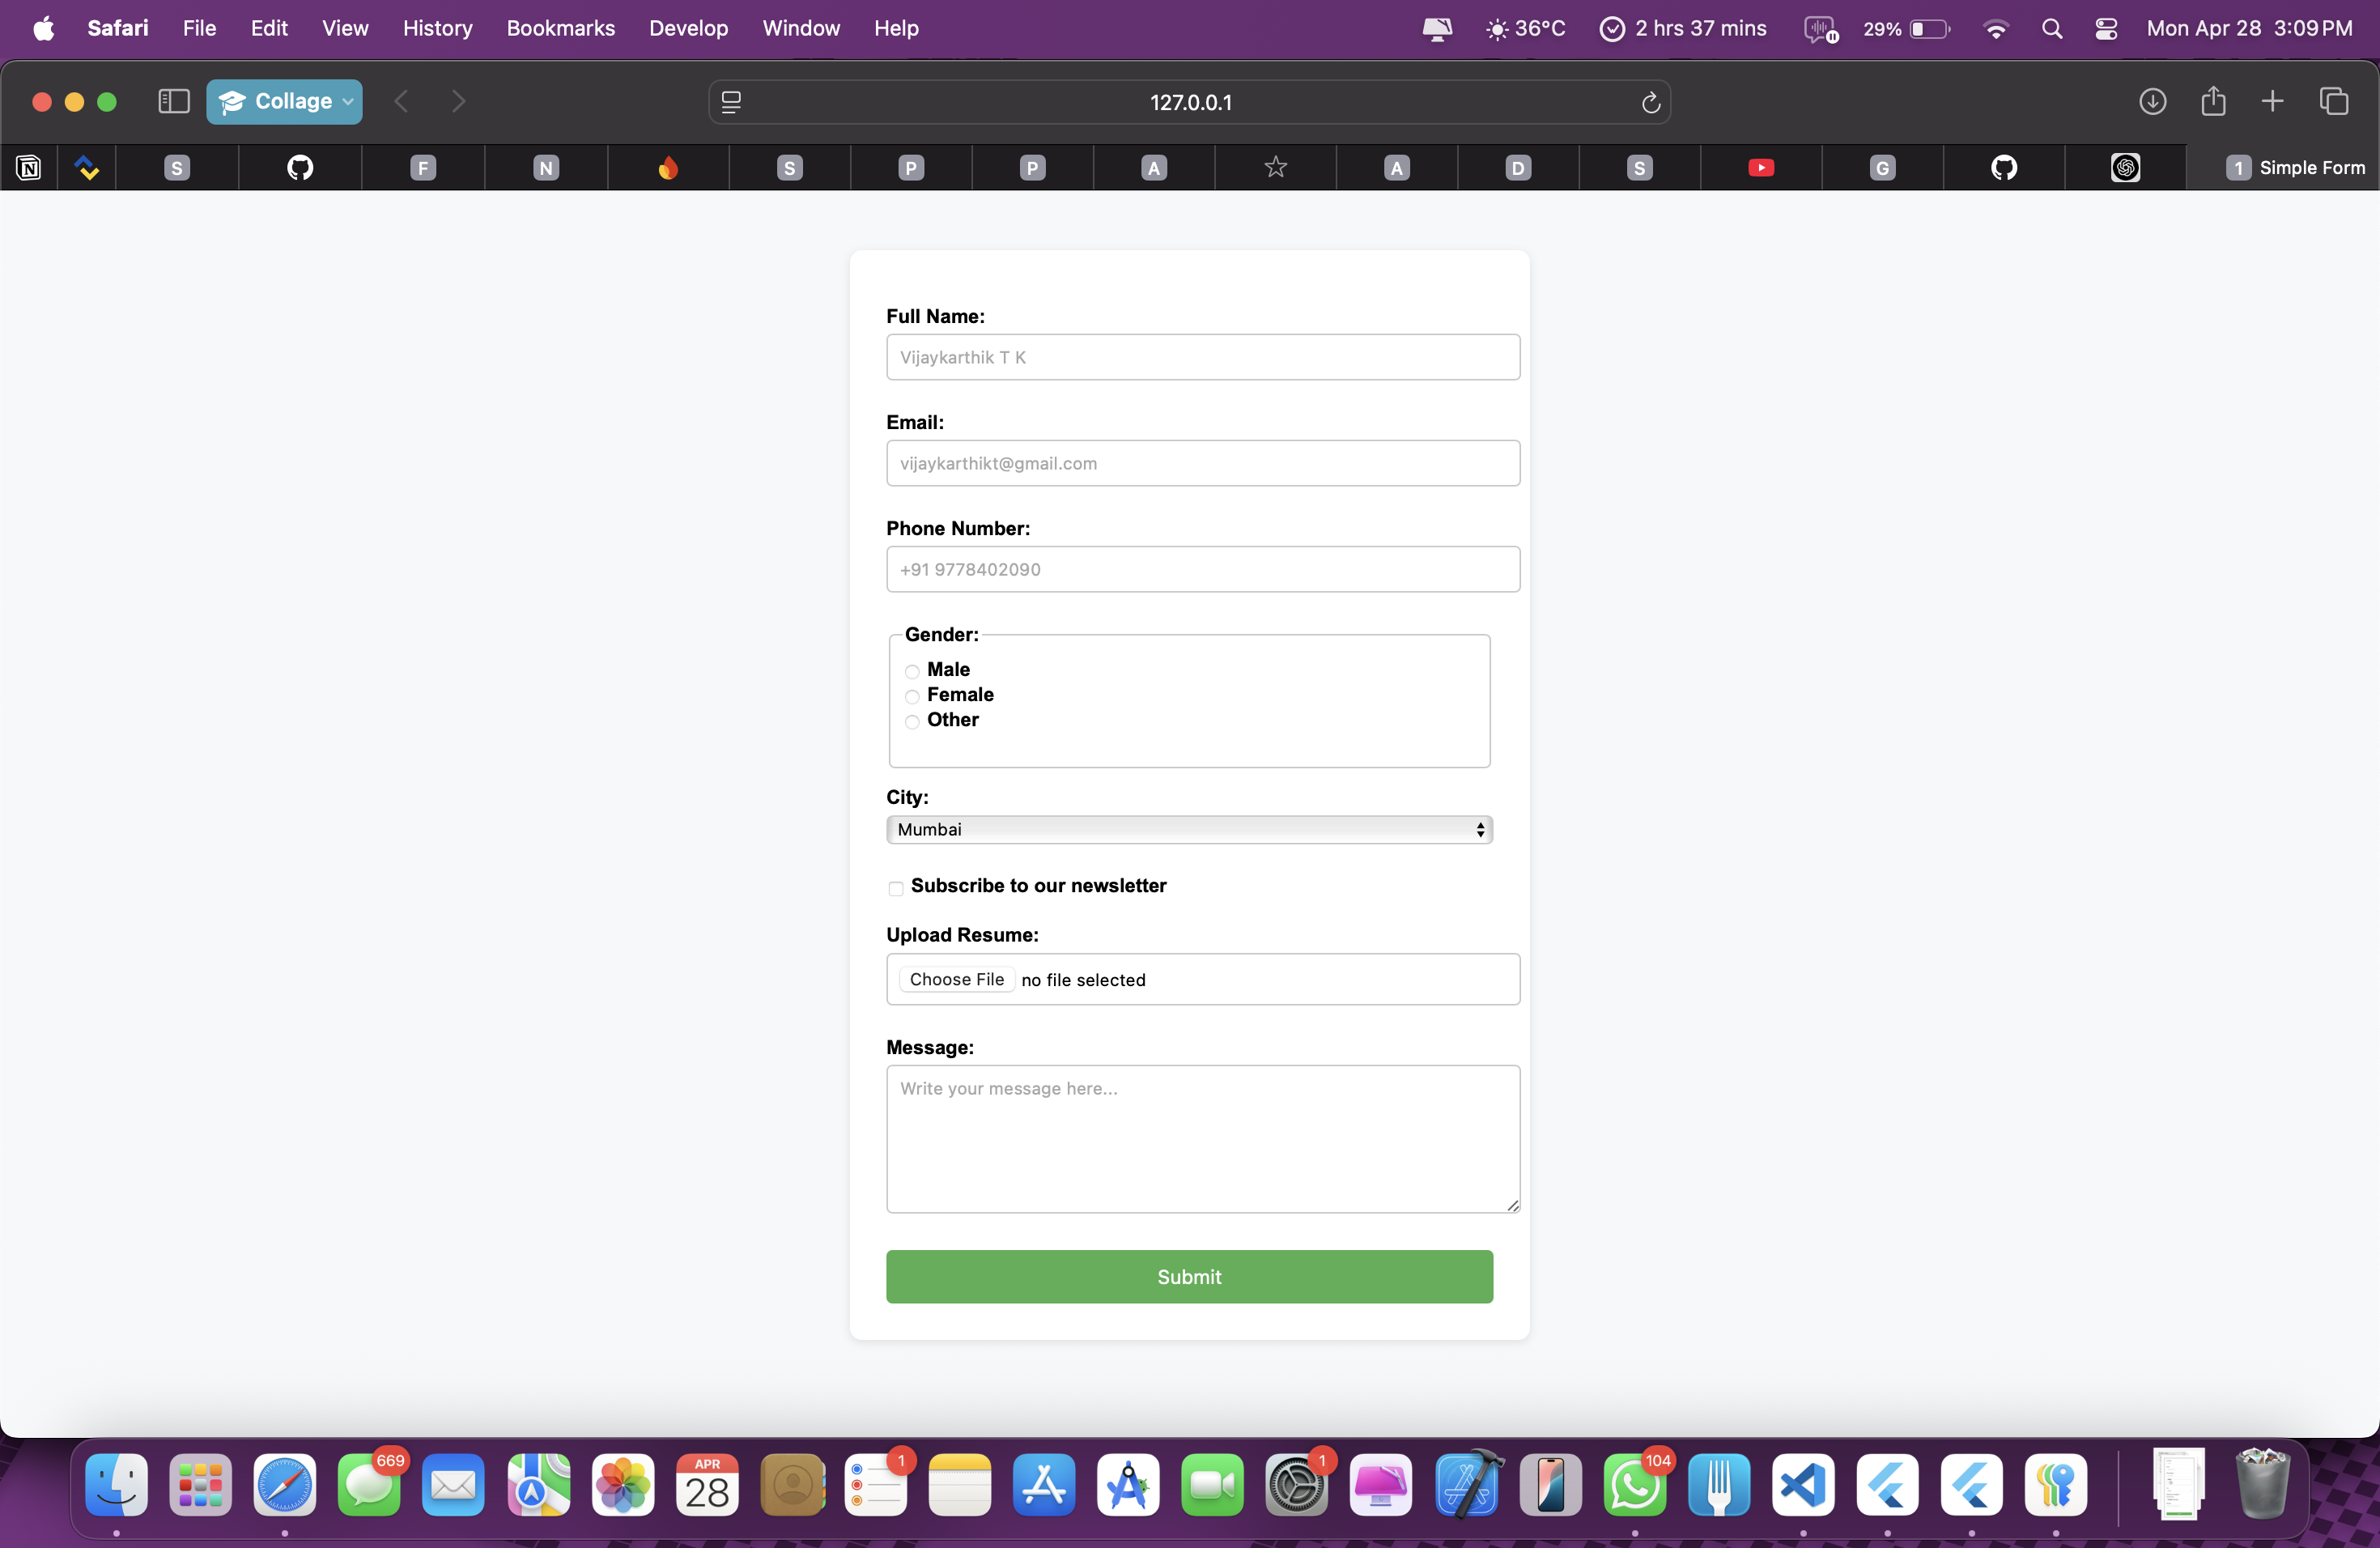 Safari File Edit View History Bookmarks Develop Window Help 36°C 2 hrs 37 mins 29% Mon Apr 28 3:09 PM
Collage 127.0.0.1
N S F N S P P A A D S G 1 Simple Form
Full Name:
Vijaykarthik T K
Email:
vijaykarthikt@gmail.com
Phone Number:
+91 9778402090
Gender:
Male
Female
Other
City:
Mumbai
Subscribe to our newsletter
Upload Resume:
Choose File no file selected
Message:
Write your message here...
Submit
669 APR 28 1 1 104